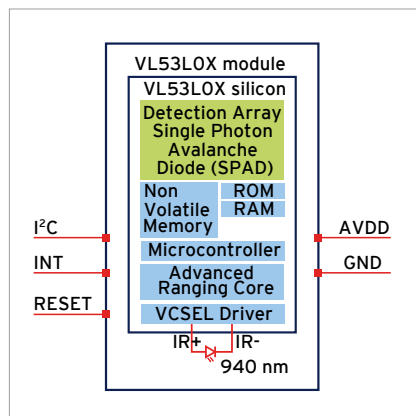 VL53L0X module
VL53L0X silicon
Detection Array
Single Photon
Avalanche
Diode (SPAD)
Non
Volatile
Memory
ROM
RAM
Microcontroller
Advanced
Ranging Core
VCSEL Driver
I²C
INT
RESET
AVDD
GND
IR+
IR-
940 nm